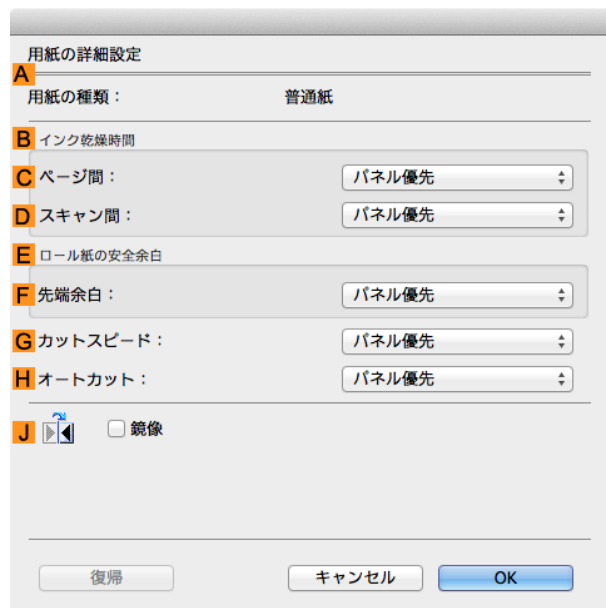 用紙の詳細設定
A
用紙の種類： 普通紙
B インク乾燥時間
C ページ間： パネル優先
D スキャン間： パネル優先
E ロール紙の安全余白
F 先端余白： パネル優先
G カットスピード： パネル優先
H オートカット： パネル優先
J 鏡像
復帰 キャンセル OK